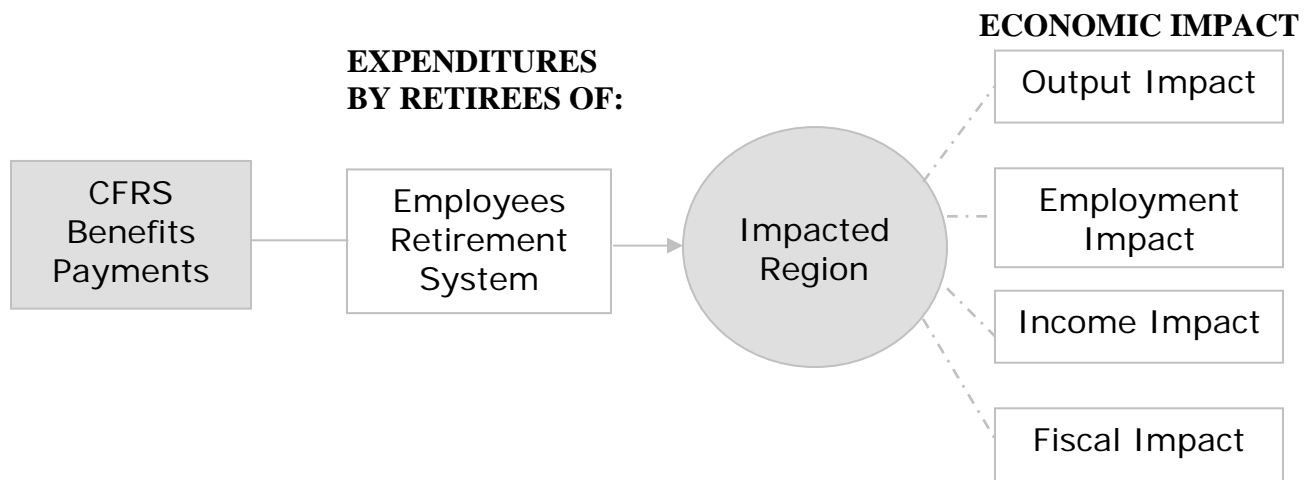 ECONOMIC IMPACT
EXPENDITURES
BY RETIREES OF:
CFRS
Benefits
Payments
Employees
Retirement
System
Impacted
Region
Output Impact
Employment
Impact
Income Impact
Fiscal Impact